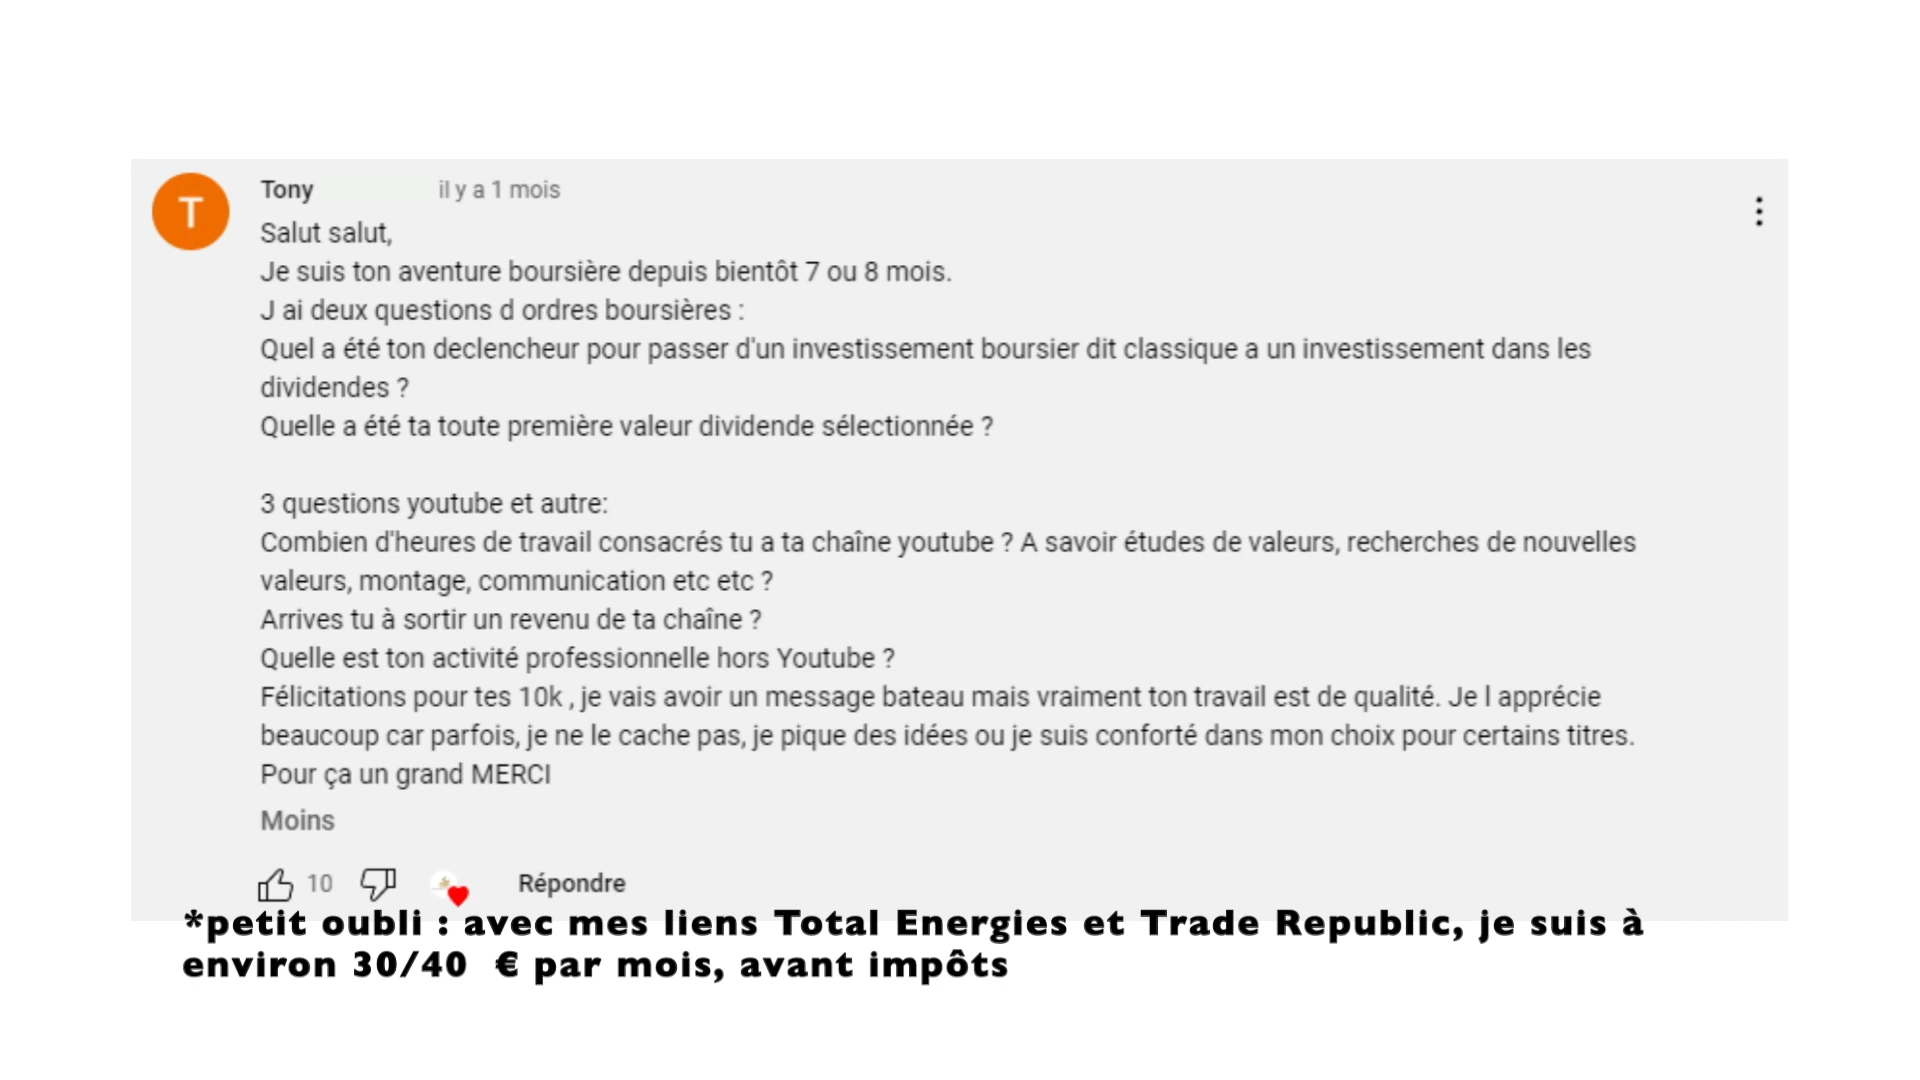 T
Tony il y a 1 mois
Salut salut,
Je suis ton aventure boursière depuis bientôt 7 ou 8 mois.
J ai deux questions d ordres boursières :
Quel a été ton declencheur pour passer d'un investissement boursier dit classique a un investissement dans les
dividendes ?
Quelle a été ta toute première valeur dividende sélectionnée ?
3 questions youtube et autre:
Combien d'heures de travail consacrés tu a ta chaîne youtube ? A savoir études de valeurs, recherches de nouvelles
valeurs, montage, communication etc etc ?
Arrives tu à sortir un revenu de ta chaîne ?
Quelle est ton activité professionnelle hors Youtube ?
Félicitations pour tes 10k , je vais avoir un message bateau mais vraiment ton travail est de qualité. Je l apprécie
beaucoup car parfois, je ne le cache pas, je pique des idées ou je suis conforté dans mon choix pour certains titres.
Pour ça un grand MERCI
Moins
10 Répondre
*petit oubli : avec mes liens Total Energies et Trade Republic, je suis à
environ 30/40 € par mois, avant impôts